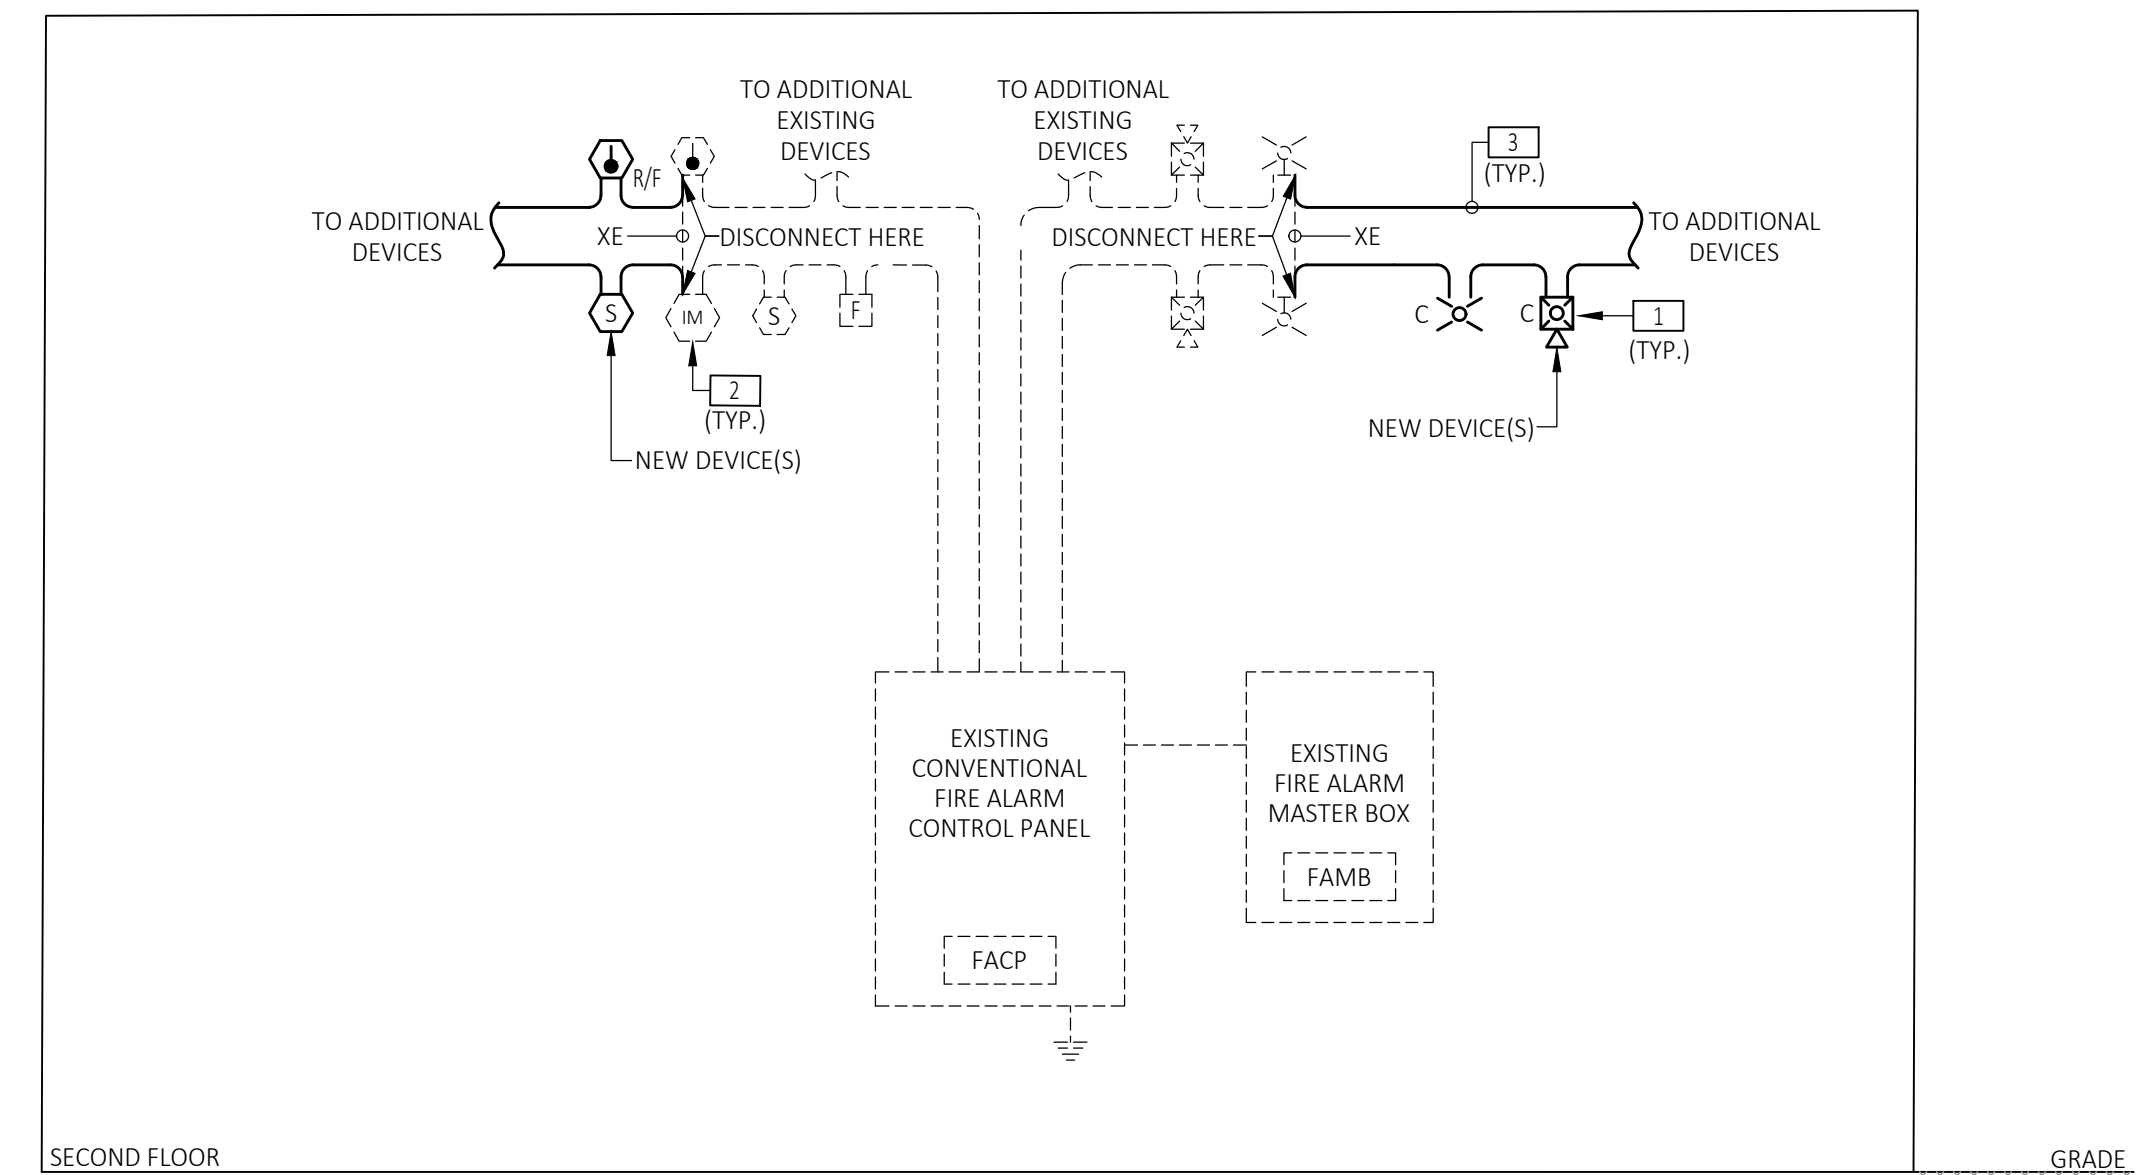 TO ADDITIONAL
EXISTING
DEVICES
TO ADDITIONAL
EXISTING
DEVICES
3
(TYP.)
R/F
TO ADDITIONAL
DEVICES
XE
DISCONNECT HERE
DISCONNECT HERE
XE
TO ADDITIONAL
DEVICES
S
IM
S
F
C
C
1
(TYP.)
2
(TYP.)
NEW DEVICE(S)
NEW DEVICE(S)
EXISTING
CONVENTIONAL
FIRE ALARM
CONTROL PANEL
FACP
EXISTING
FIRE ALARM
MASTER BOX
FAMB
SECOND FLOOR
GRADE